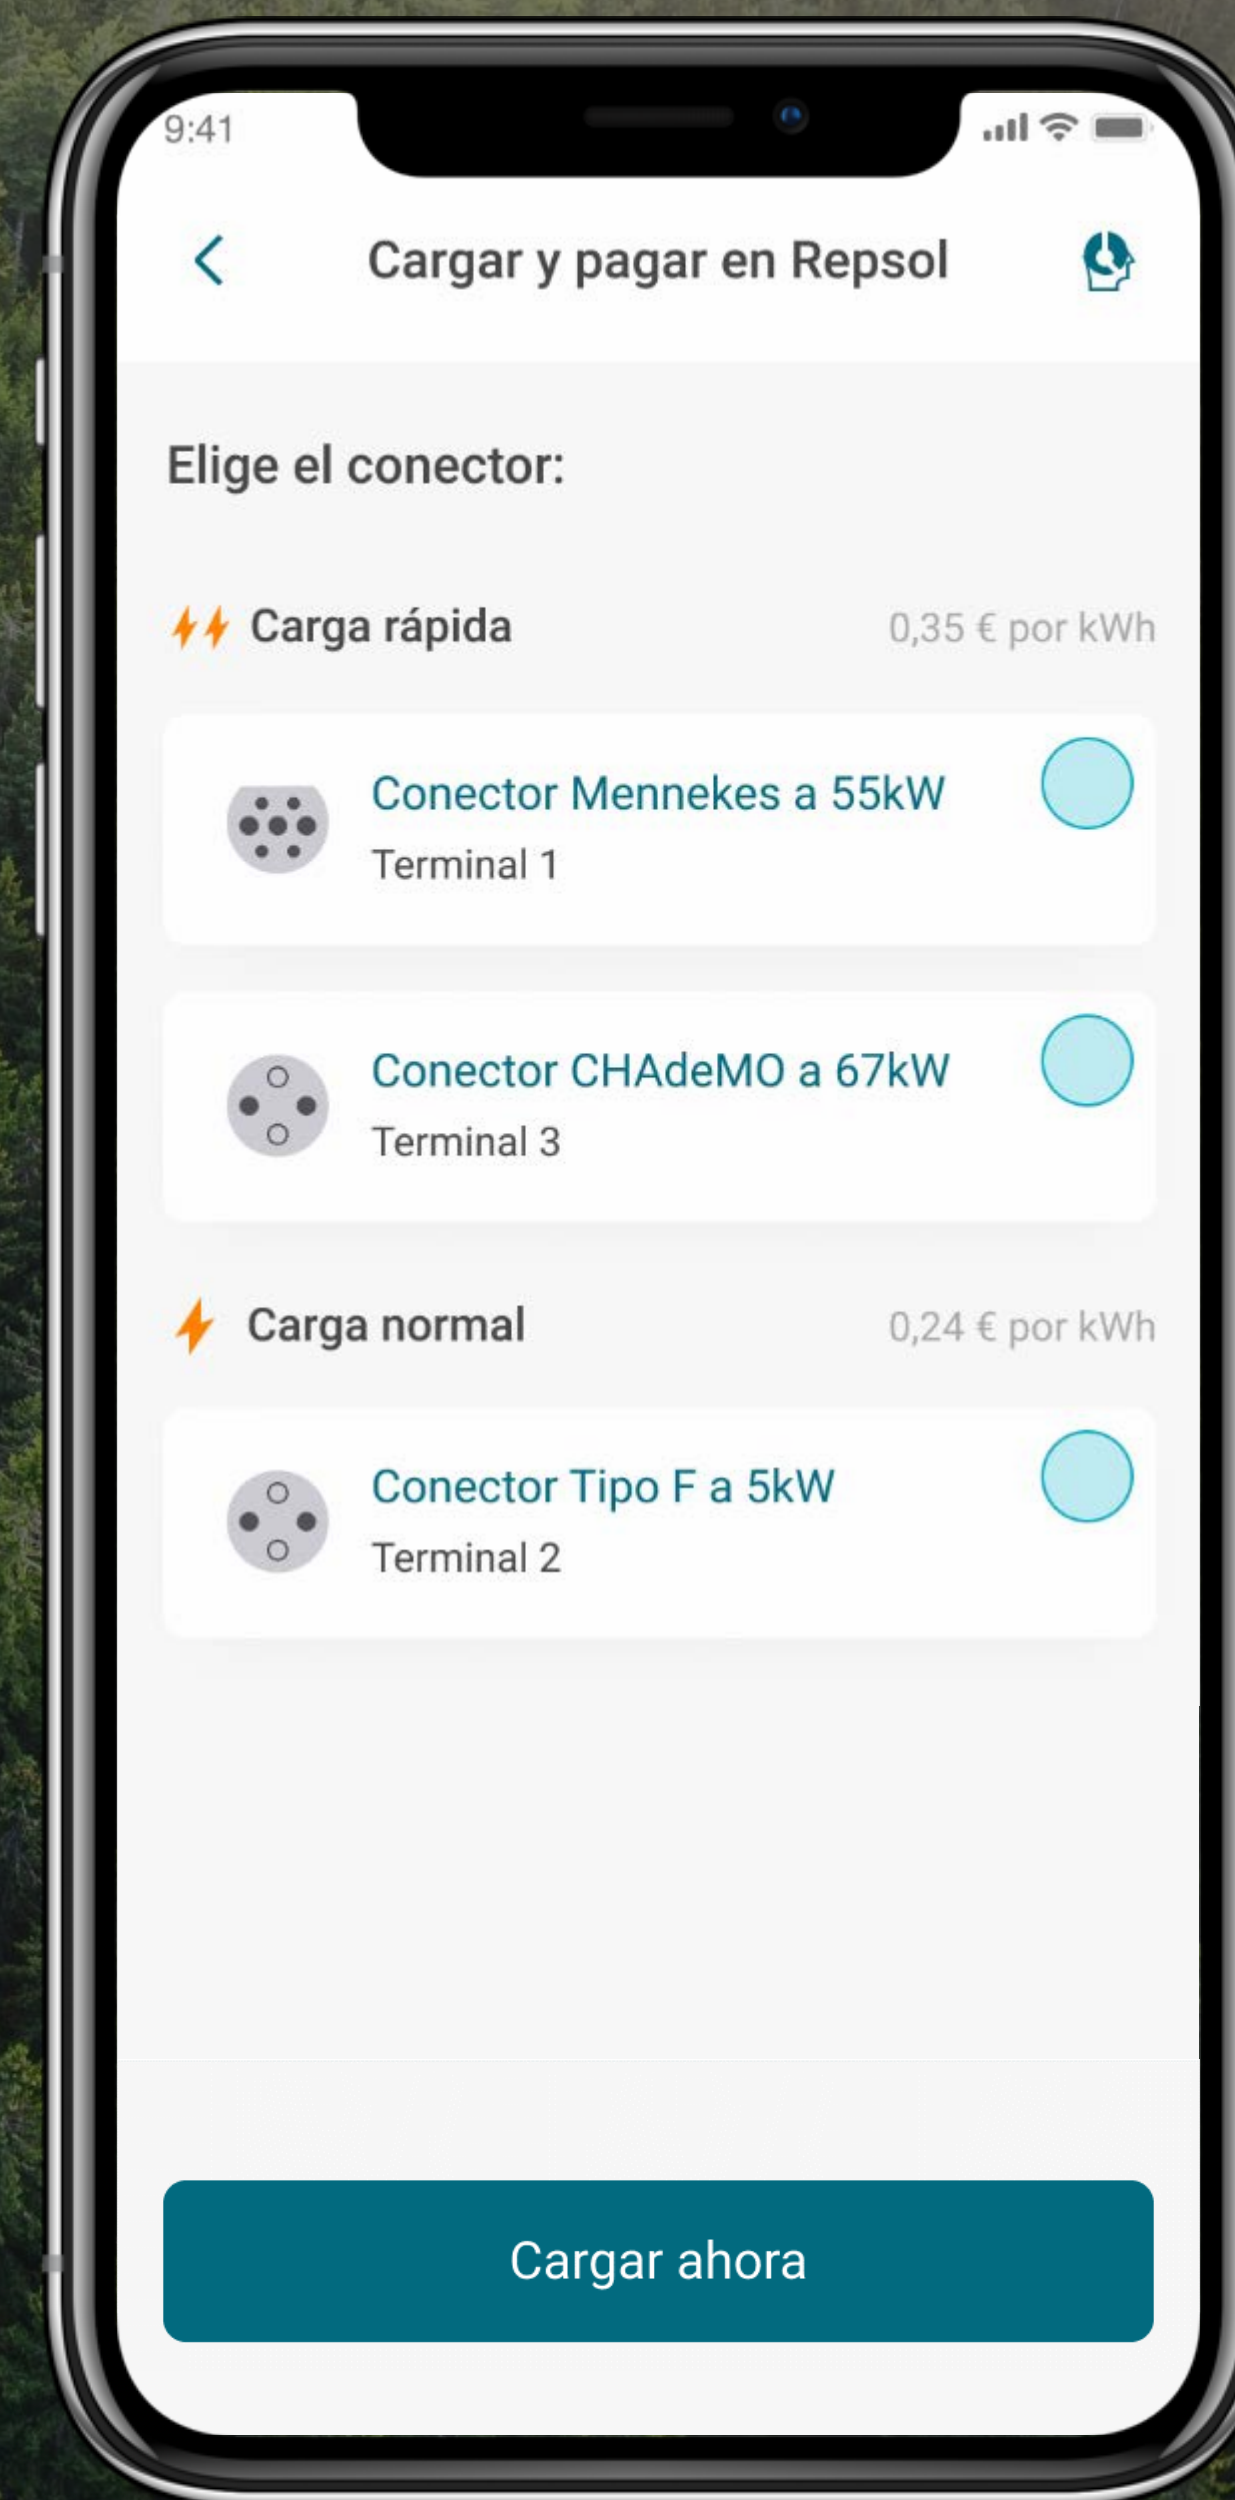 9:41
Cargar y pagar en Repsol
Elige el conector:
Carga rápida 0,35 € por kWh
Conector Mennekes a 55kW
Terminal 1
Conector CHAdeMO a 67kW
Terminal 3
Carga normal 0,24 € por kWh
Conector Tipo F a 5kW
Terminal 2
Cargar ahora